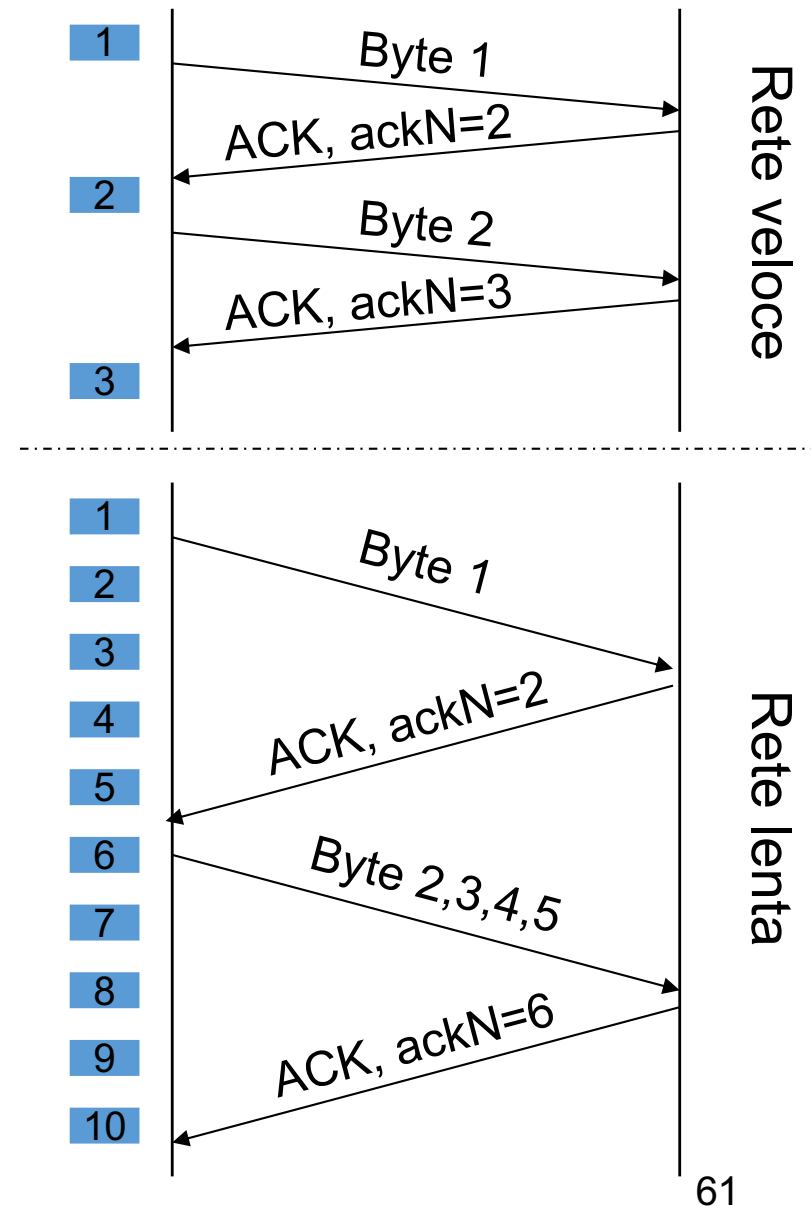 1
Byte 1
ACK, ackN=2
2
Byte 2
ACK, ackN=3
3
Rete veloce
1
Byte 1
2
3
ACK, ackN=2
4
5
6
Byte 2,3,4,5
7
8
ACK, ackN=6
9
10
Rete lenta
61